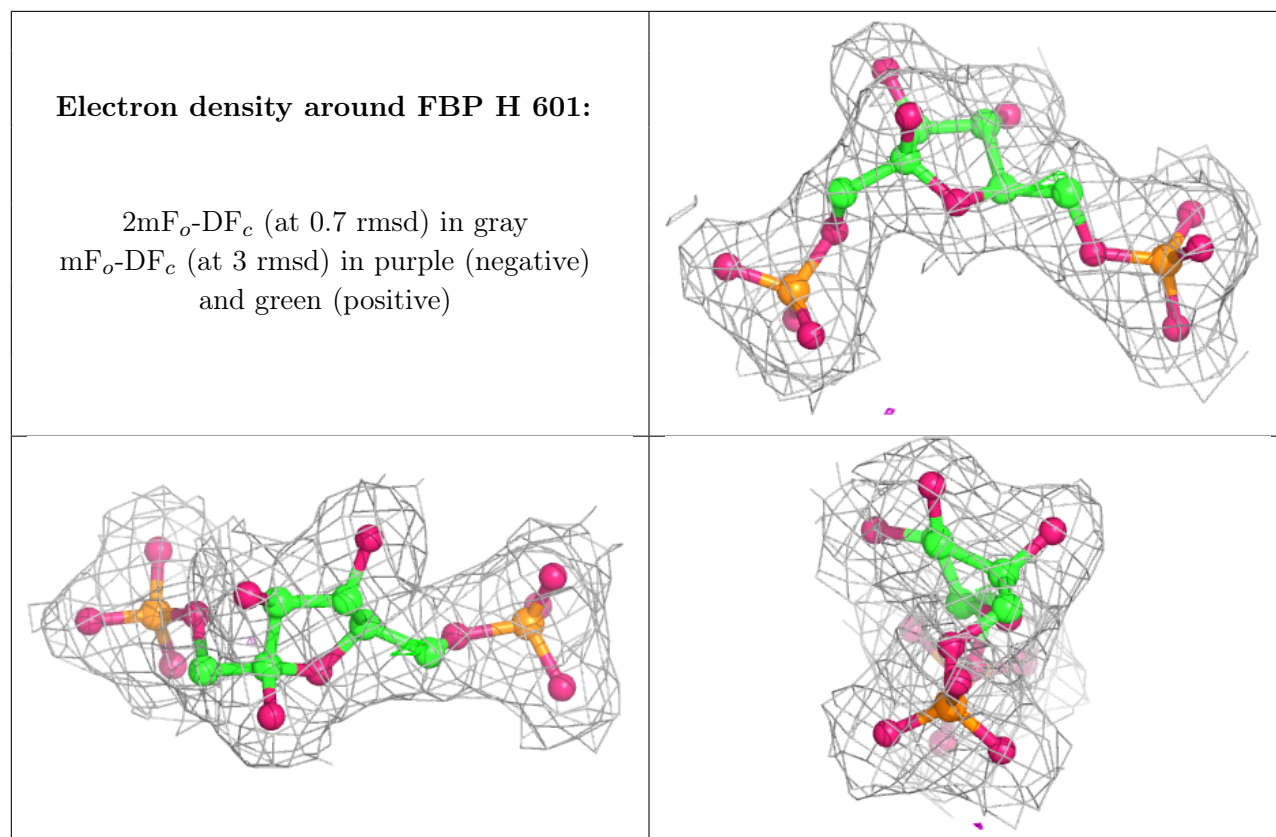 Electron density around FBP H 601:
2mFₒ-DF𝑐 (at 0.7 rmsd) in gray
mFₒ-DF𝑐 (at 3 rmsd) in purple (negative)
and green (positive)